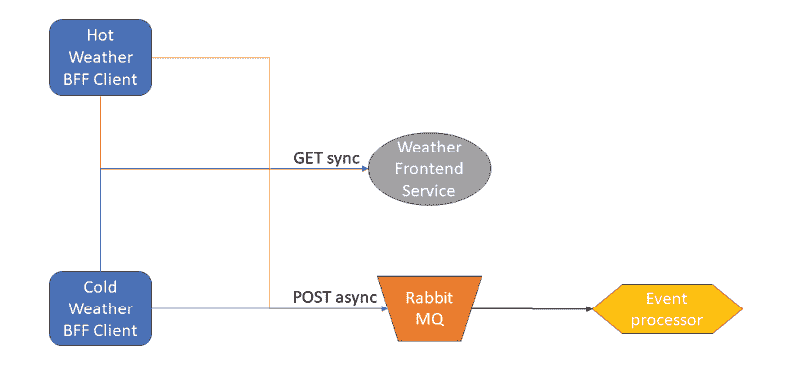 Hot
Weather
BFF Client
GET sync
Weather
Frontend
Service
Cold
Weather
BFF Client
POST async
Rabbit
MQ
Event
processor